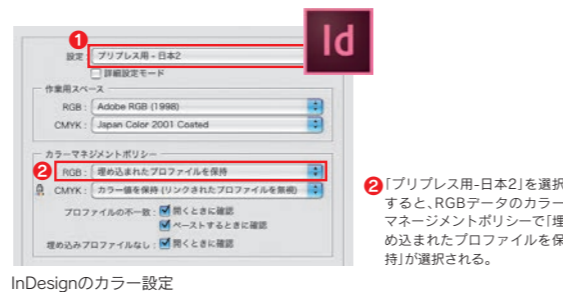 1
Id
設定： プリプレス用 - 日本2
詳細設定モード
作業用スペース
RGB： Adobe RGB (1998)
CMYK： Japan Color 2001 Coated
カラーマネジメントポリシー
2 RGB： 埋め込まれたプロファイルを保持
CMYK： カラー値を保持 (リンクされたプロファイルを無視)
プロファイルの不一致： 開くときに確認
ペーストするときに確認
埋め込みプロファイルなし： 開くときに確認
2 「プリプレス用-日本2」を選択
すると、RGBデータのカラー
マネージメントポリシーで「埋
め込まれたプロファイルを保
持」が選択される。
InDesignのカラー設定